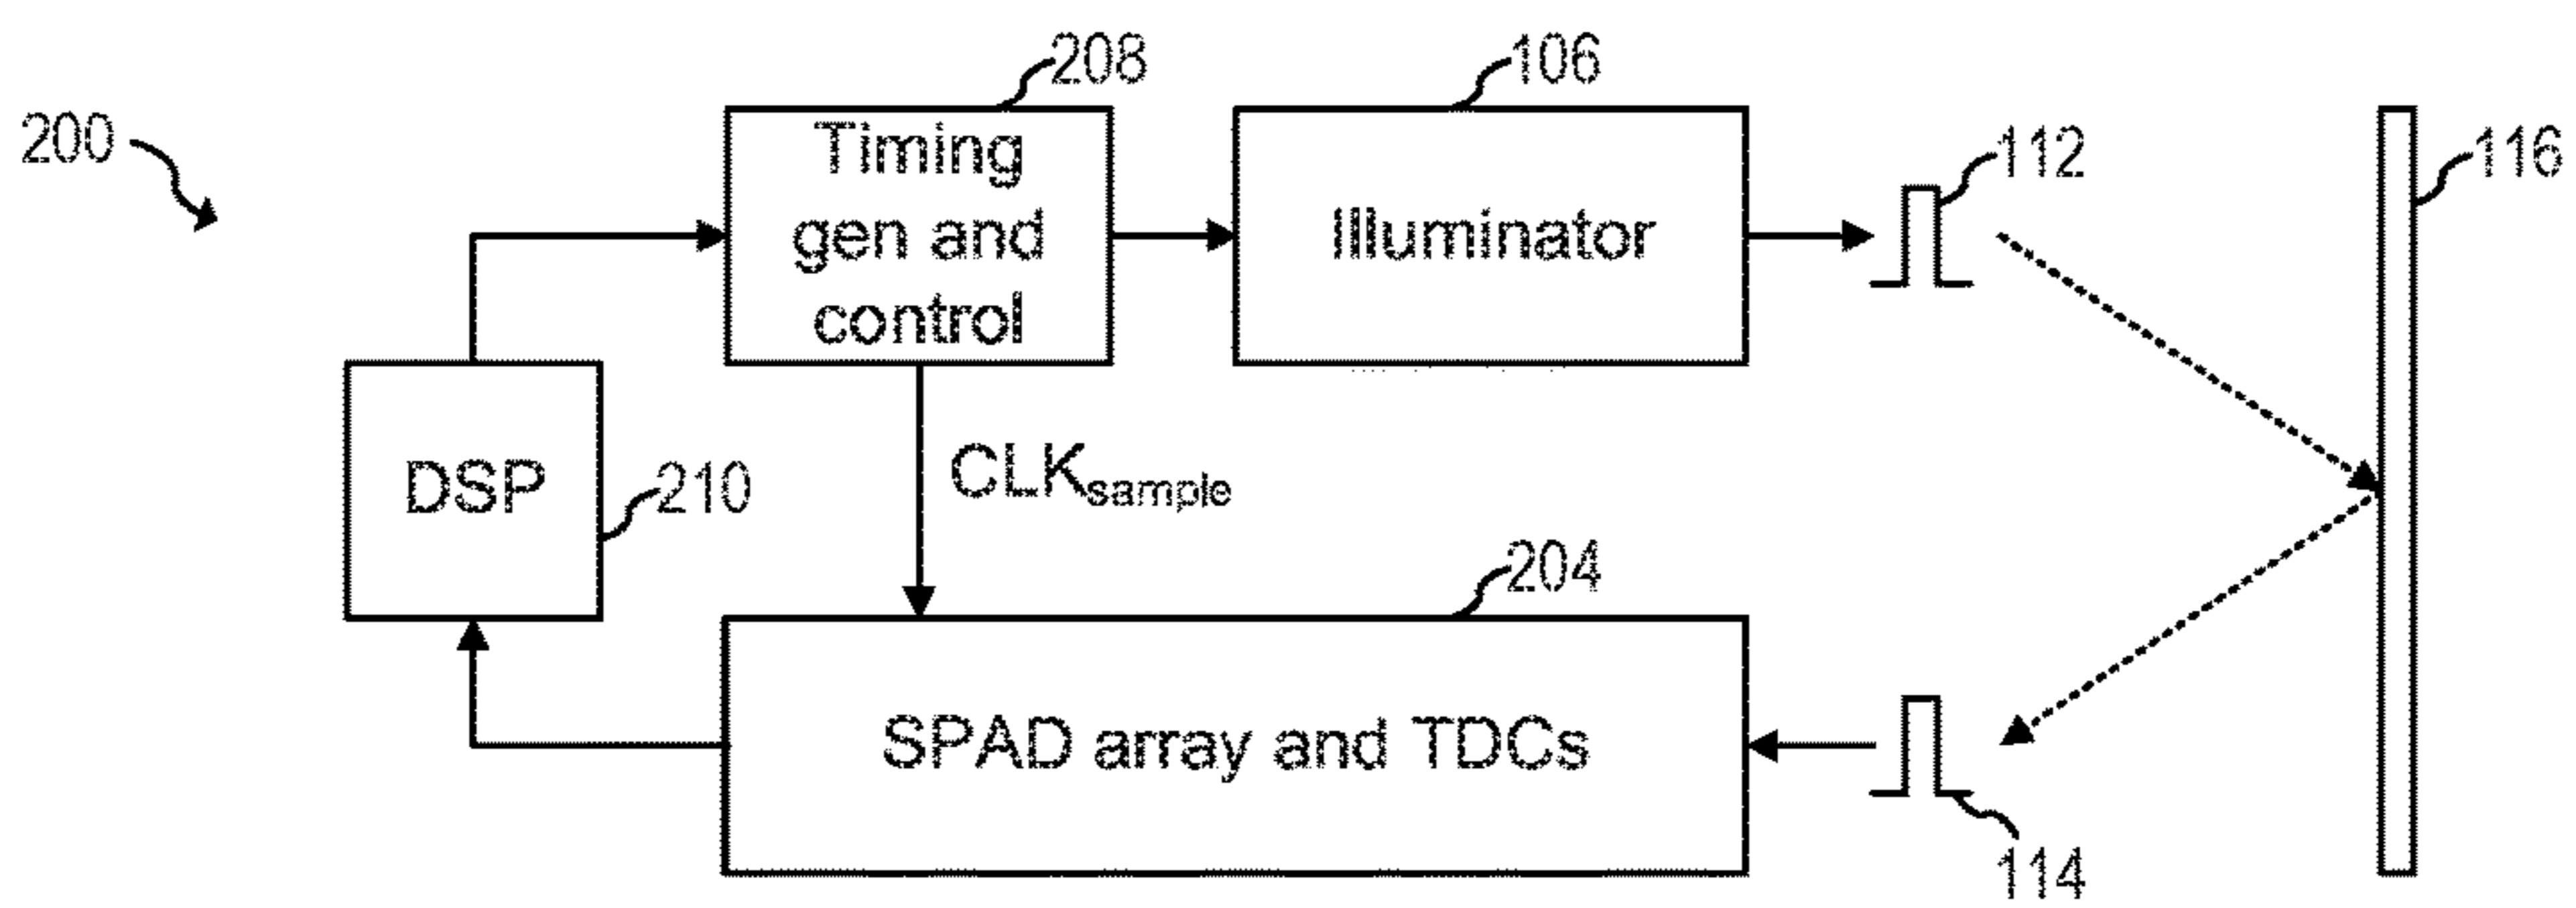 200
208
106
112
116
Timing
gen and
control
Illuminator
DSP
210
CLKsample
204
SPAD array and TDCs
114